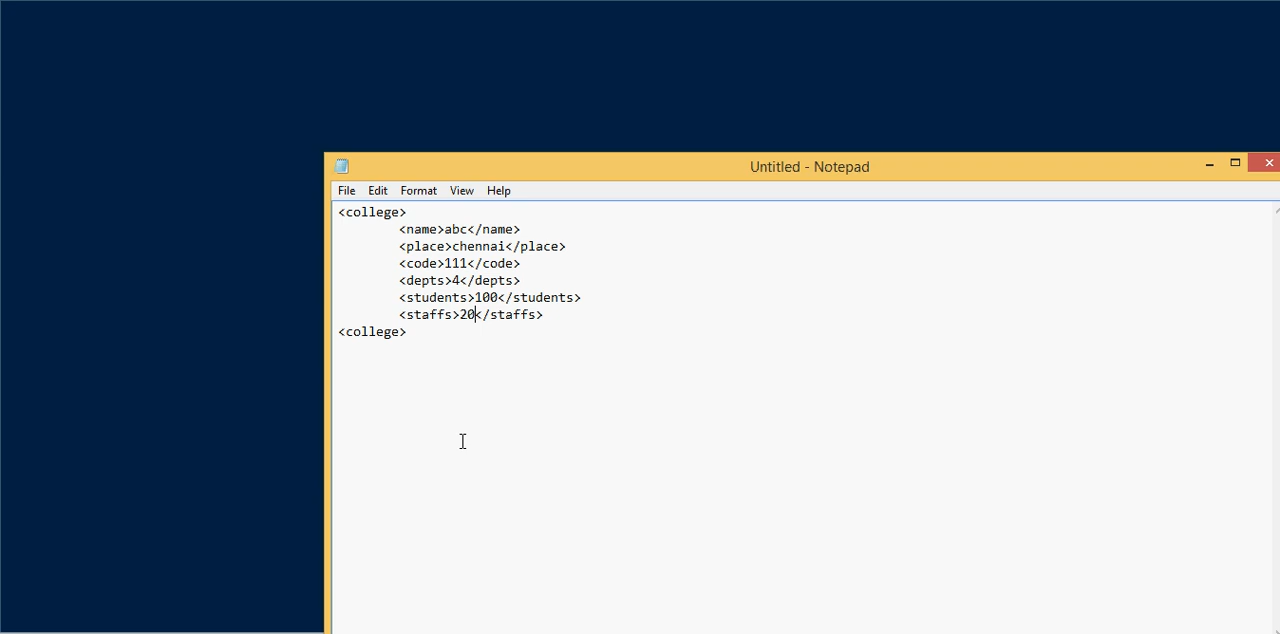 Untitled - Notepad
File Edit Format View Help
<college>
<name>abc</name>
<place>chennai</place>
<code>111</code>
<depts>4</depts>
<students>100</students>
<staffs>20</staffs>
<college>